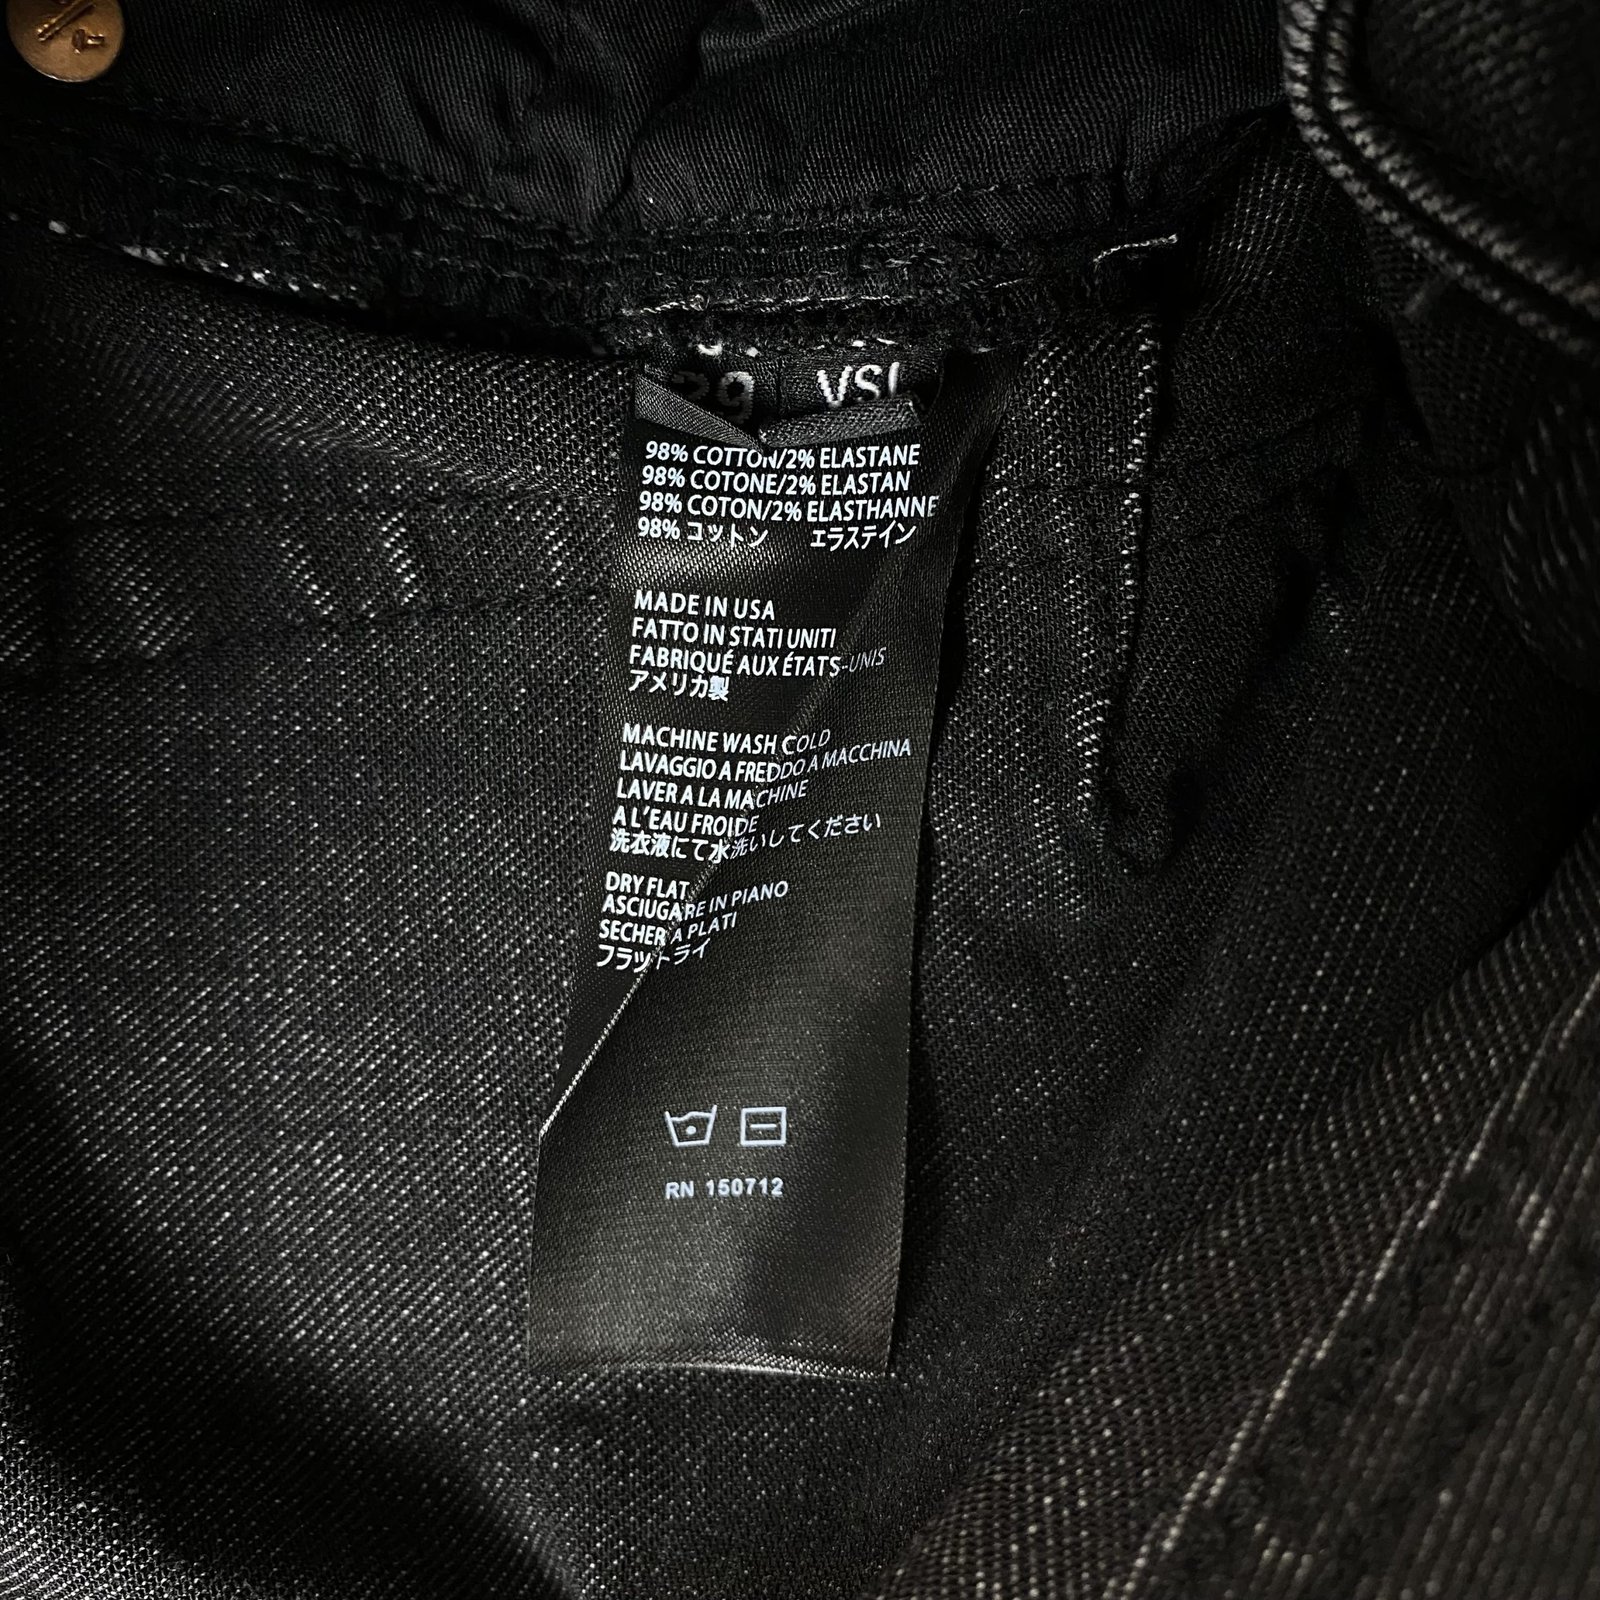 29 VSL
98% COTTON/2% ELASTANE
98% COTONE/2% ELASTAN
98% COTON/2% ELASTHANNE
98% コットン エラステイン
MADE IN USA
FATTO IN STATI UNITI
FABRIQUÉ AUX ÉTATS-UNIS
アメリカ製
MACHINE WASH COLD
LAVAGGIO A FREDDO A MACCHINA
LAVER A LA MACHINE
A L'EAU FROIDE
洗衣液にて水洗いしてください
DRY FLAT
ASCIUGARE IN PIANO
SECHER A PLATI
フラットライ
RN 150712